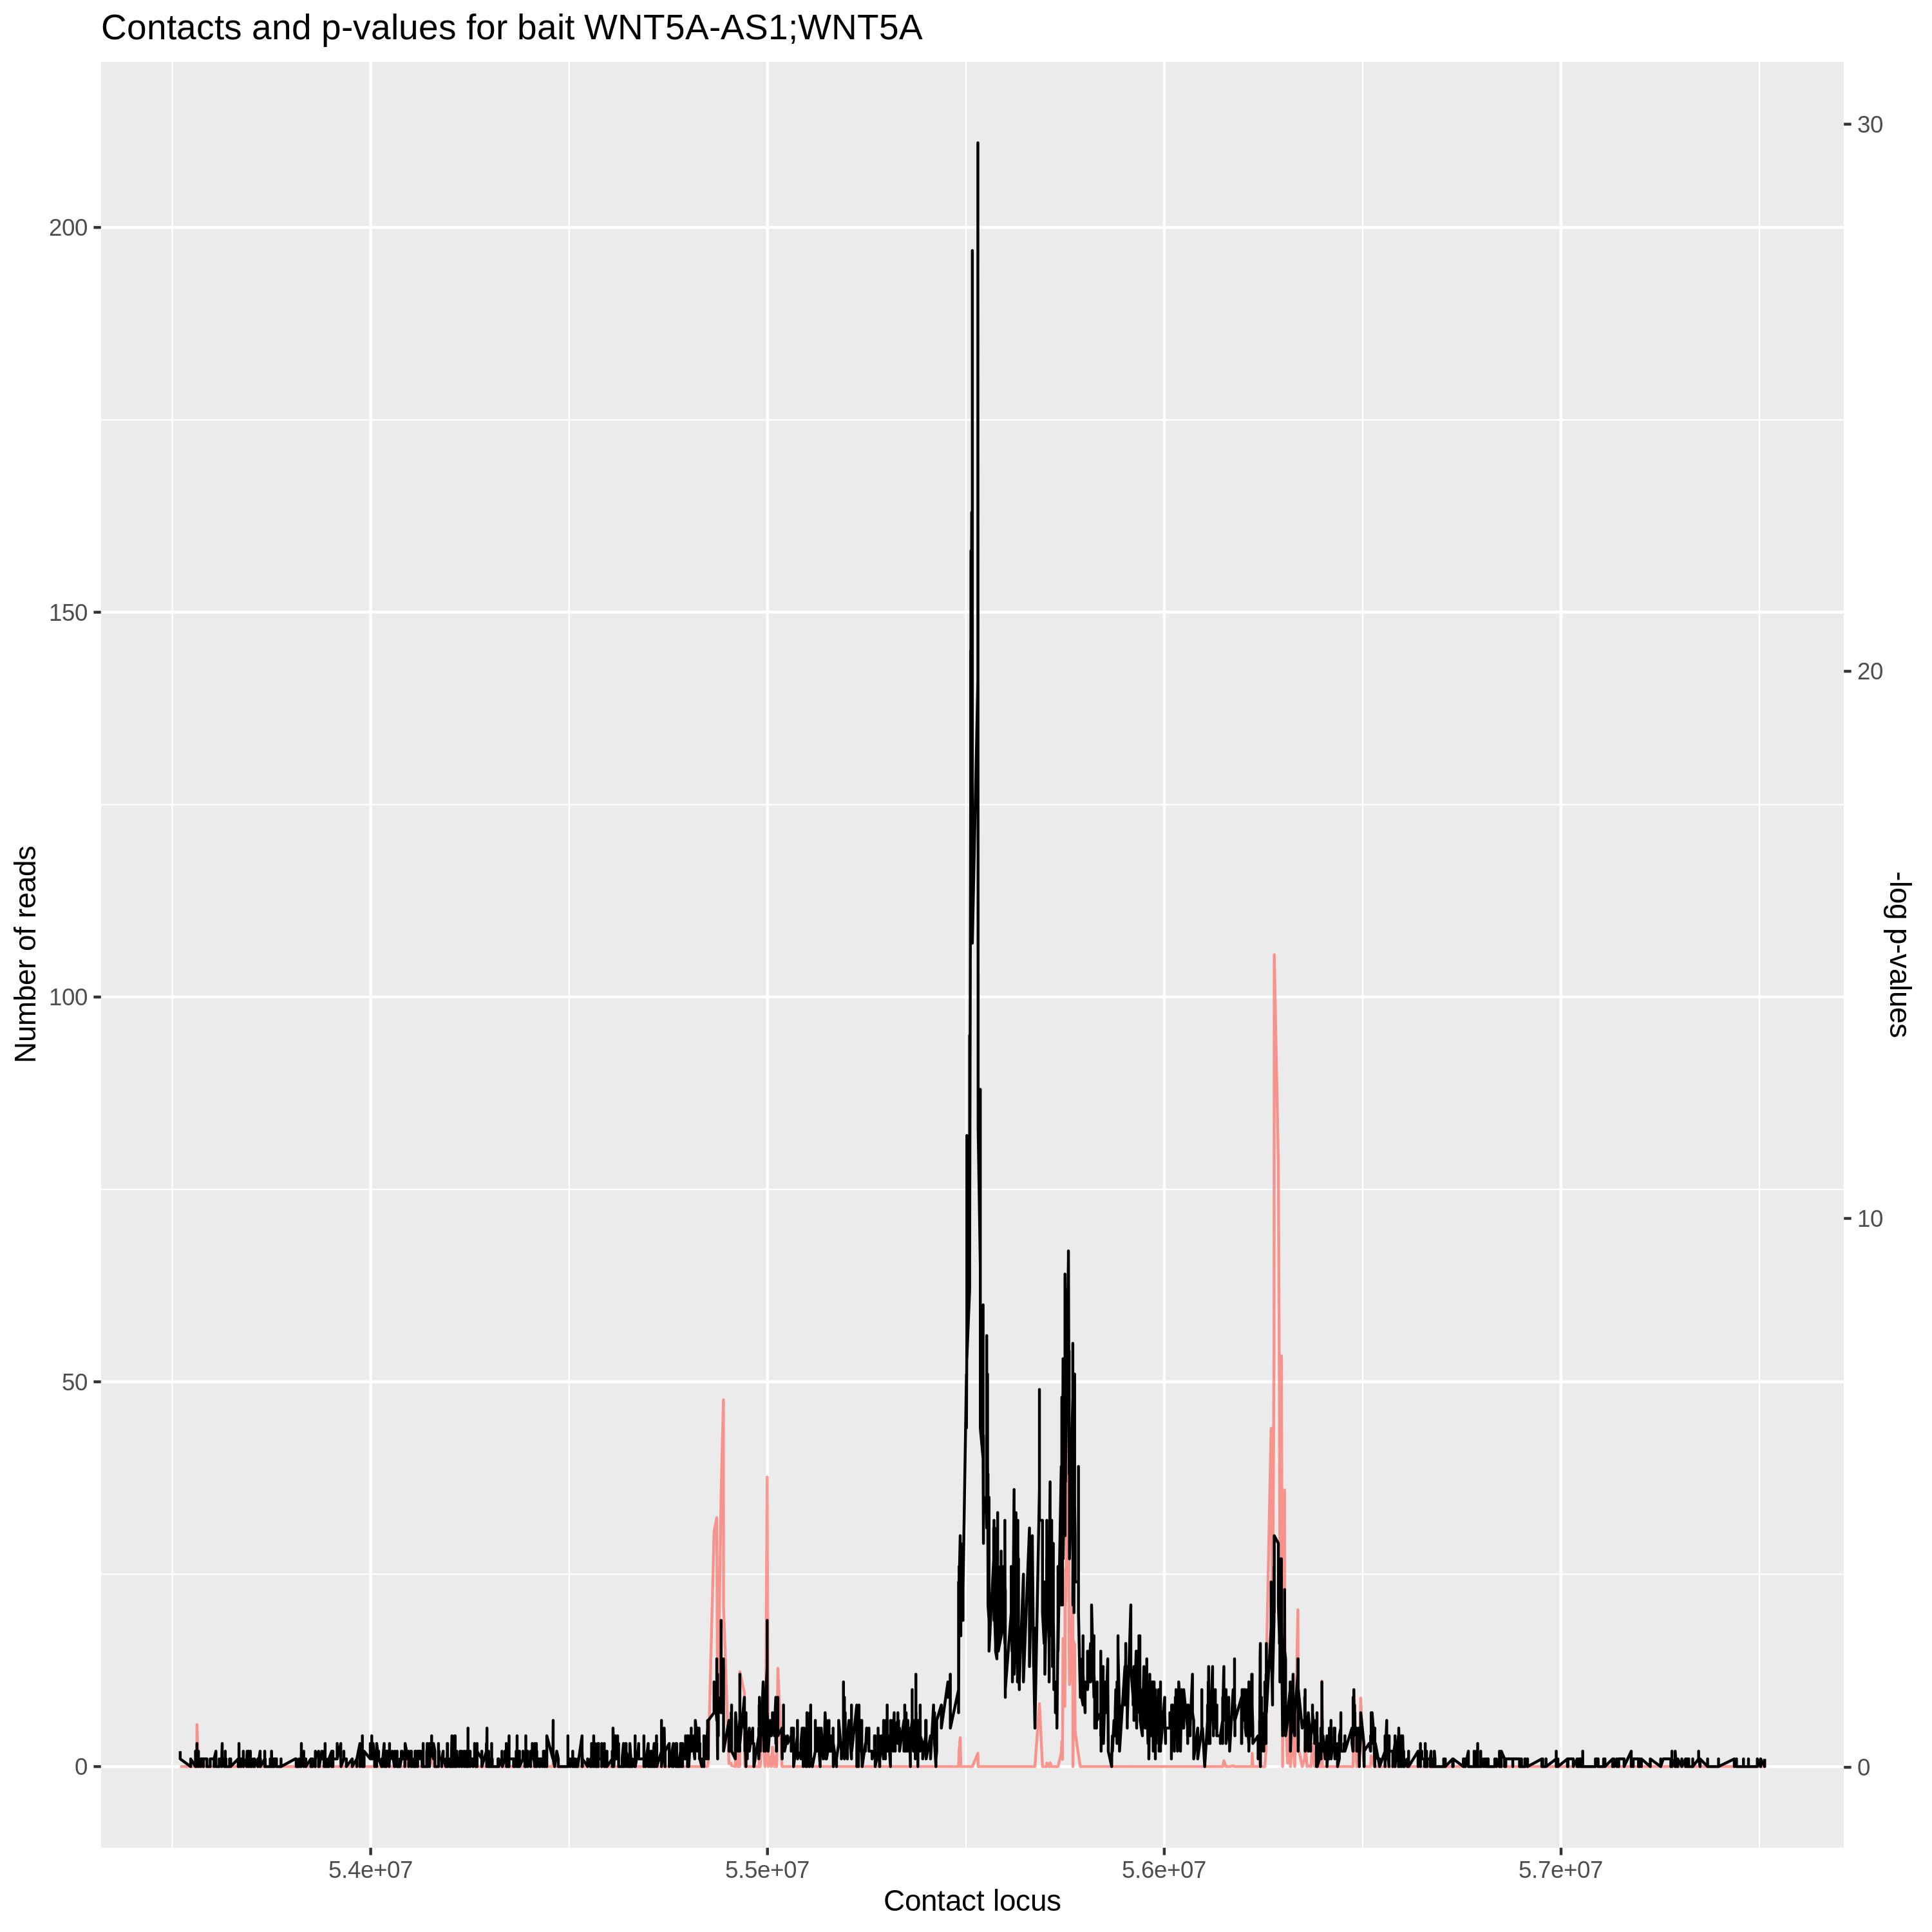 Contacts and p-values for bait WNT5A-AS1;WNT5A
Number of reads
200
150
100
50
0
30
20
10
0
-log p-values
5.4e+07 5.5e+07 5.6e+07 5.7e+07
Contact locus